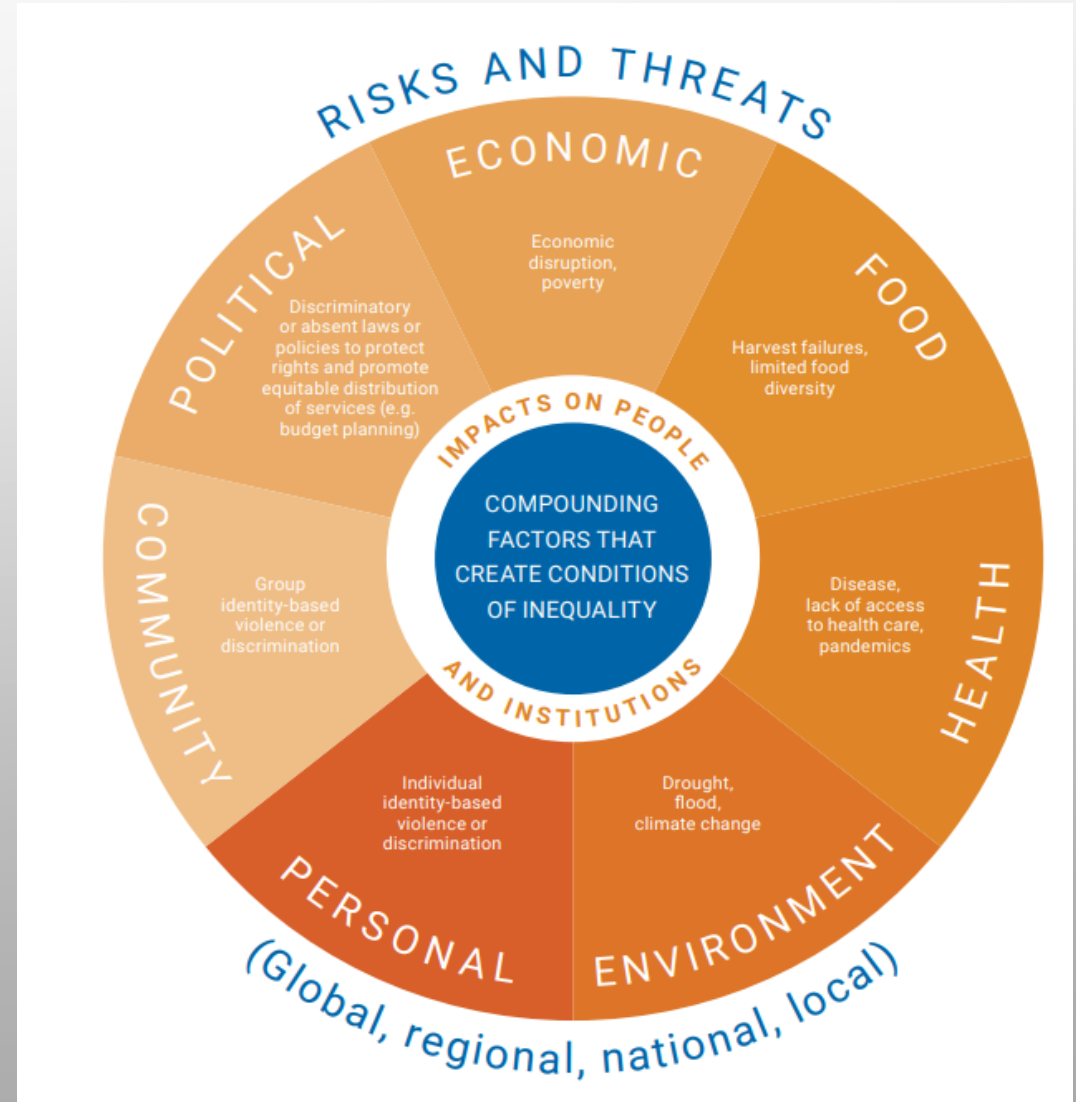 RISKS AND THREATS
ECONOMIC
Economic
disruption,
poverty
FOOD
Harvest failures,
limited food
diversity
HEALTH
Disease,
lack of access
to health care,
pandemics
ENVIRONMENT
Drought,
flood,
climate change
PERSONAL
Individual
identity-based
violence or
discrimination
COMMUNITY
Group
identity-based
violence or
discrimination
POLITICAL
Discriminatory
or absent laws or
policies to protect
rights and promote
equitable distribution
of services (e.g.
budget planning)
IMPACTS ON PEOPLE
AND INSTITUTIONS
COMPOUNDING
FACTORS THAT
CREATE CONDITIONS
OF INEQUALITY
(Global, regional, national, local)